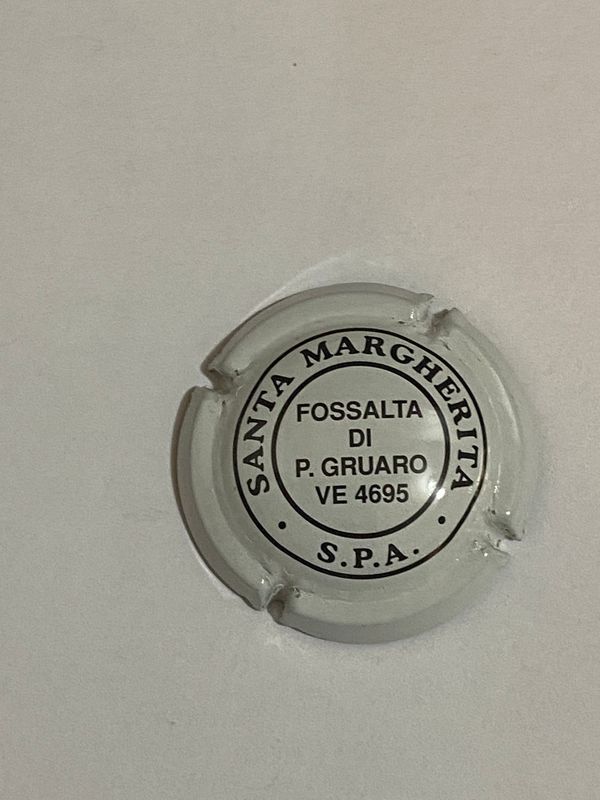 SANTA MARGHERITA
FOSSALTA
DI
P. GRUARO
VE 4695
• S.P.A. •